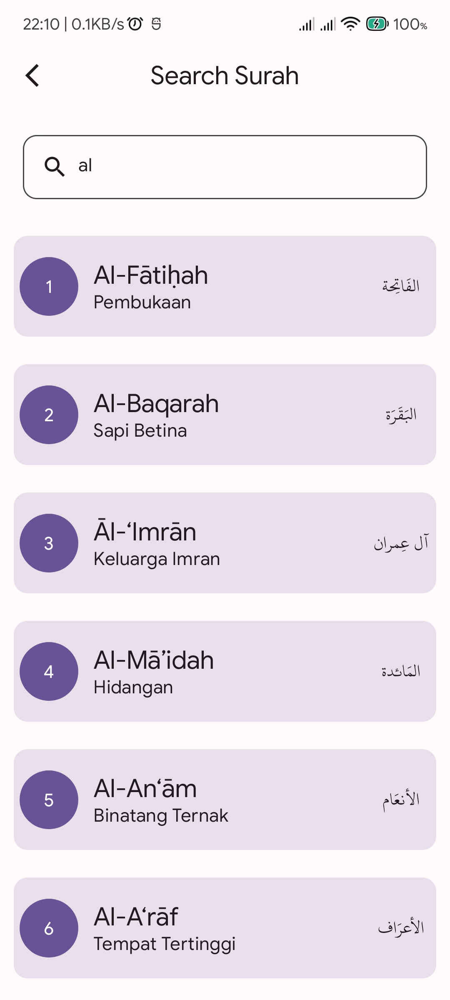 22:10 | 0.1KB/s 100%
Search Surah
al
1
Al-Fātiḥah
Pembukaan
الفَاتِحة
2
Al-Baqarah
Sapi Betina
البَقَرَة
3
Āl-‘Imrān
Keluarga Imran
آل عِمران
4
Al-Mā’idah
Hidangan
المَائدة
5
Al-An‘ām
Binatang Ternak
الأنعَام
6
Al-A‘rāf
Tempat Tertinggi
الأعرَاف